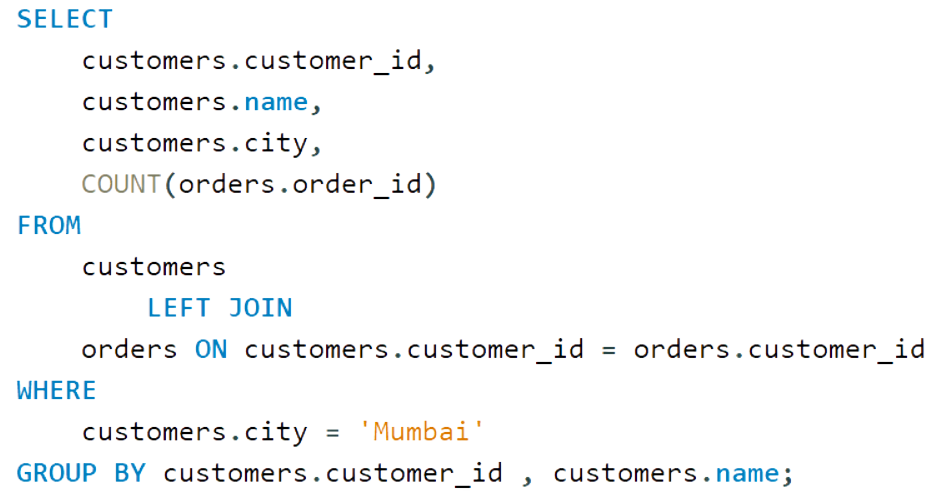 SELECT
    customers.customer_id,
    customers.name,
    customers.city,
    COUNT(orders.order_id)
FROM
    customers
        LEFT JOIN
    orders ON customers.customer_id = orders.customer_id
WHERE
    customers.city = 'Mumbai'
GROUP BY customers.customer_id , customers.name;